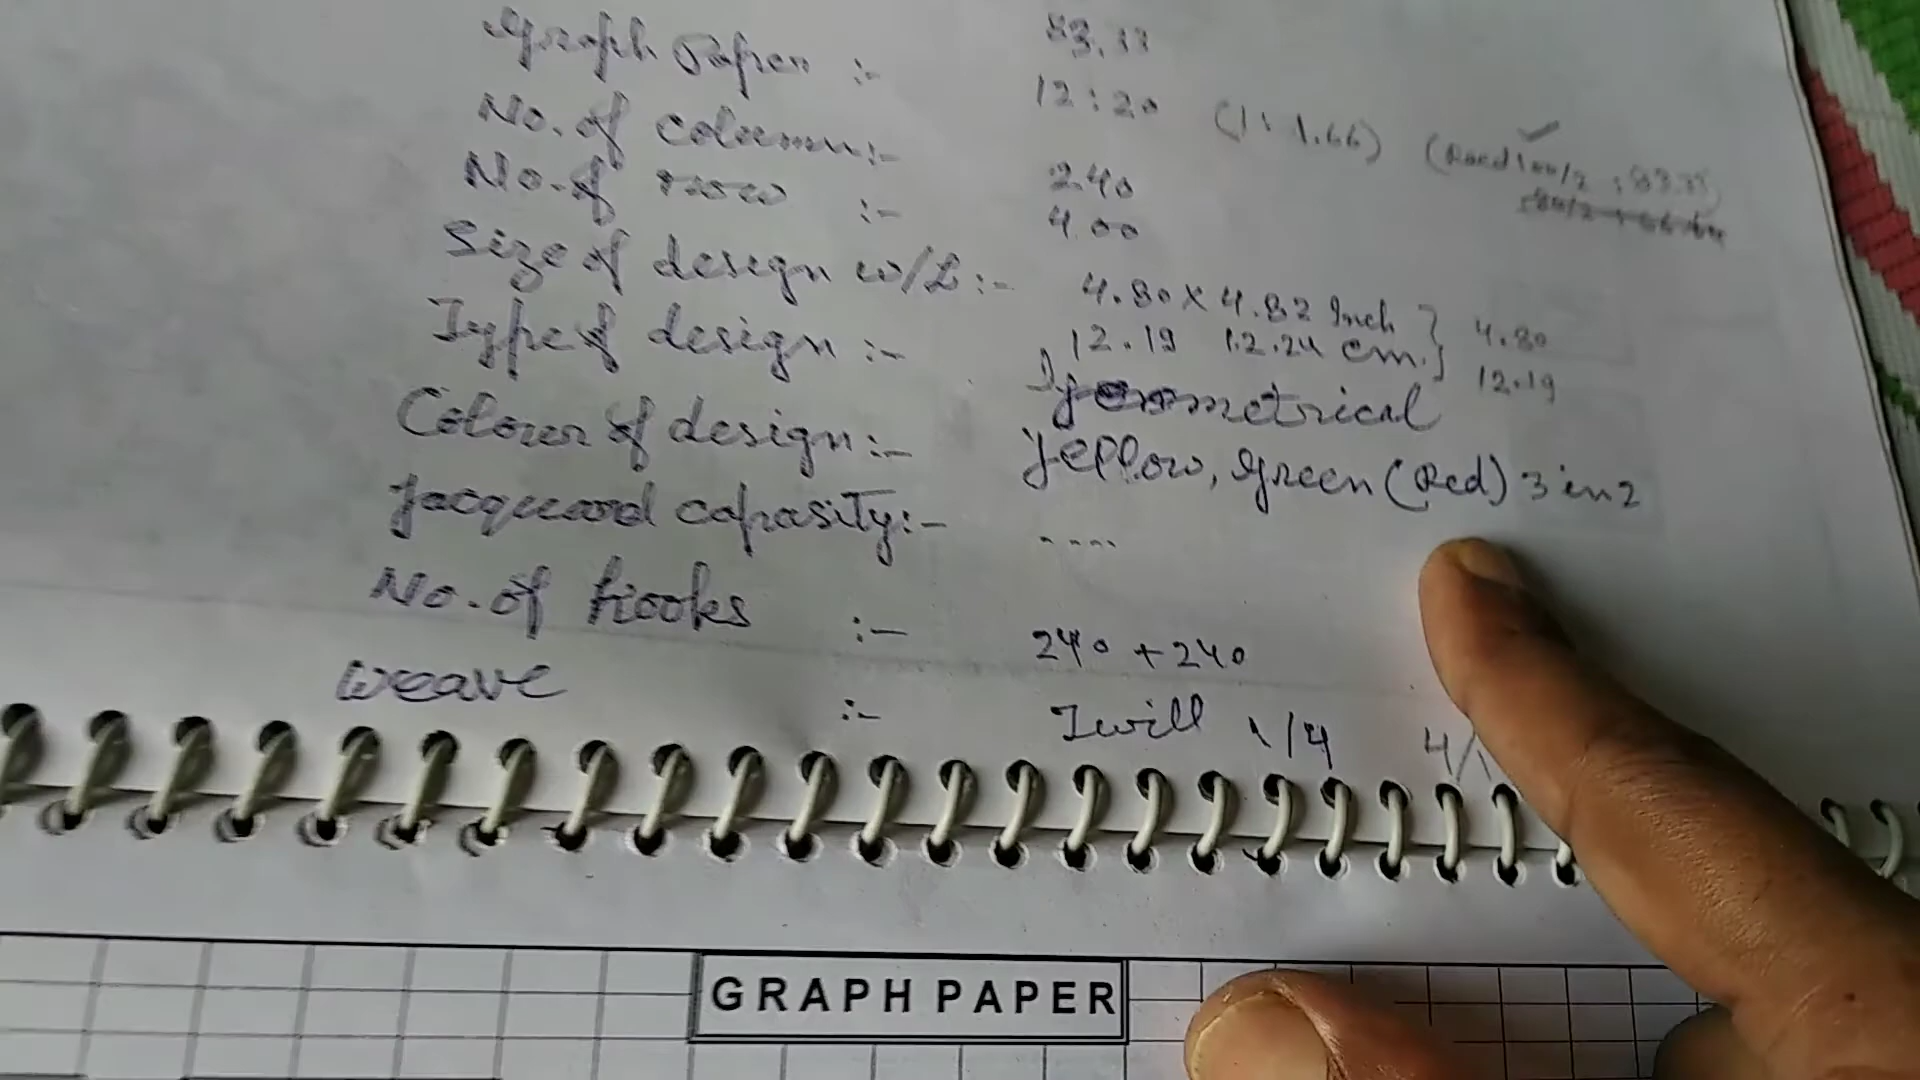 Graph Paper :- 83.33
12:20 (1:1.66) (Reed 100/2 : 83.33)
No. of column:- 240
No. of row :- 400
Size of design w/L:- 4.80 x 4.82 Inch } 4.80
12.19 12.24 cm. } 12.19
Type of design :- Geometrical
Colour of design:- Yellow, Green (Red) 3 in 2
Jacquard capasity:- ....
No. of hooks :- 240 + 240
weave :- Twill 1/4 4/1
GRAPH PAPER